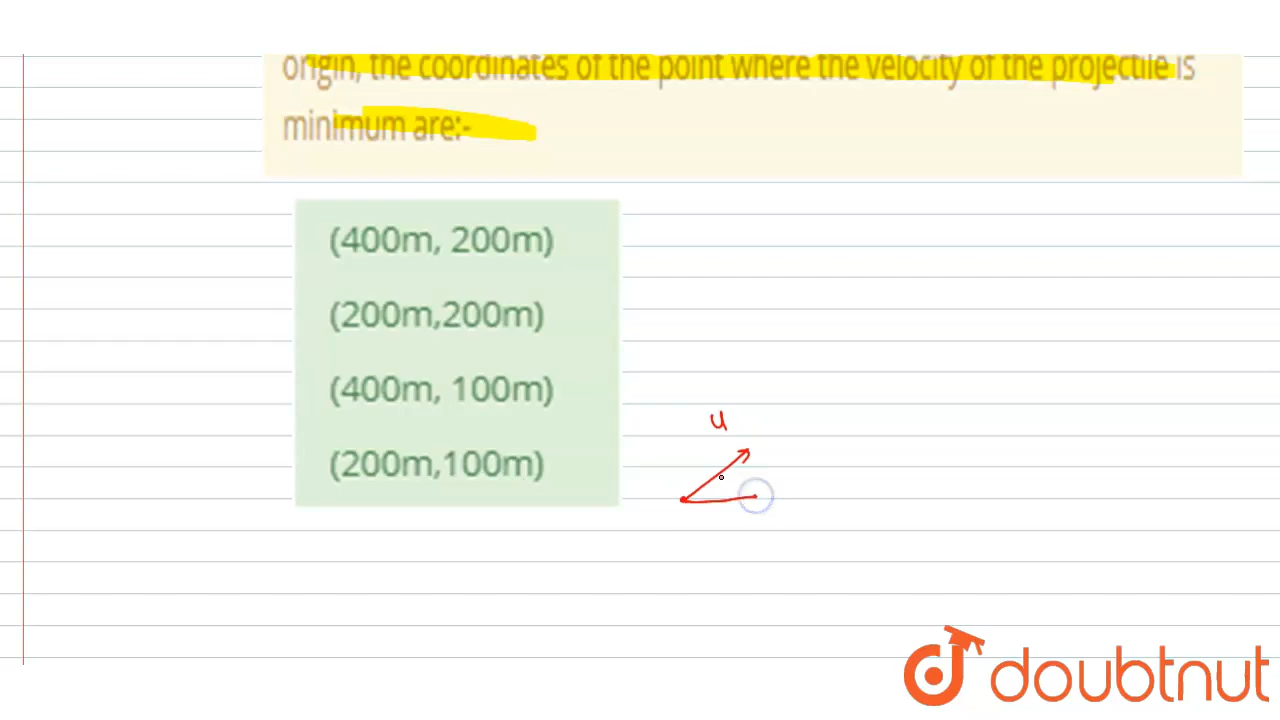 origin, the coordinates of the point where the velocity of the projectile is
minimum are:-
(400m, 200m)
(200m,200m)
(400m, 100m)
(200m,100m)
u
doubtnut